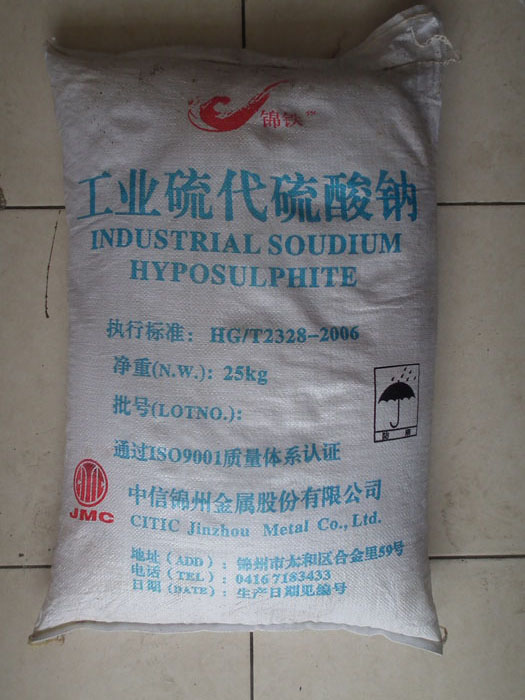 锦铁™
工业硫代硫酸钠
INDUSTRIAL SOUDIUM
HYPOSULPHITE
执行标准：HG/T2328-2006
净重(N.W.)：25kg
批号(LOTNO.)：
通过ISO9001质量体系认证
CITIC
JMC
中信锦州金属股份有限公司
CITIC Jinzhou Metal Co., Ltd.
地址(ADD)：锦州市太和区合金里59号
电话(TEL)：0416 7183433
日期(DATE)：生产日期见编号